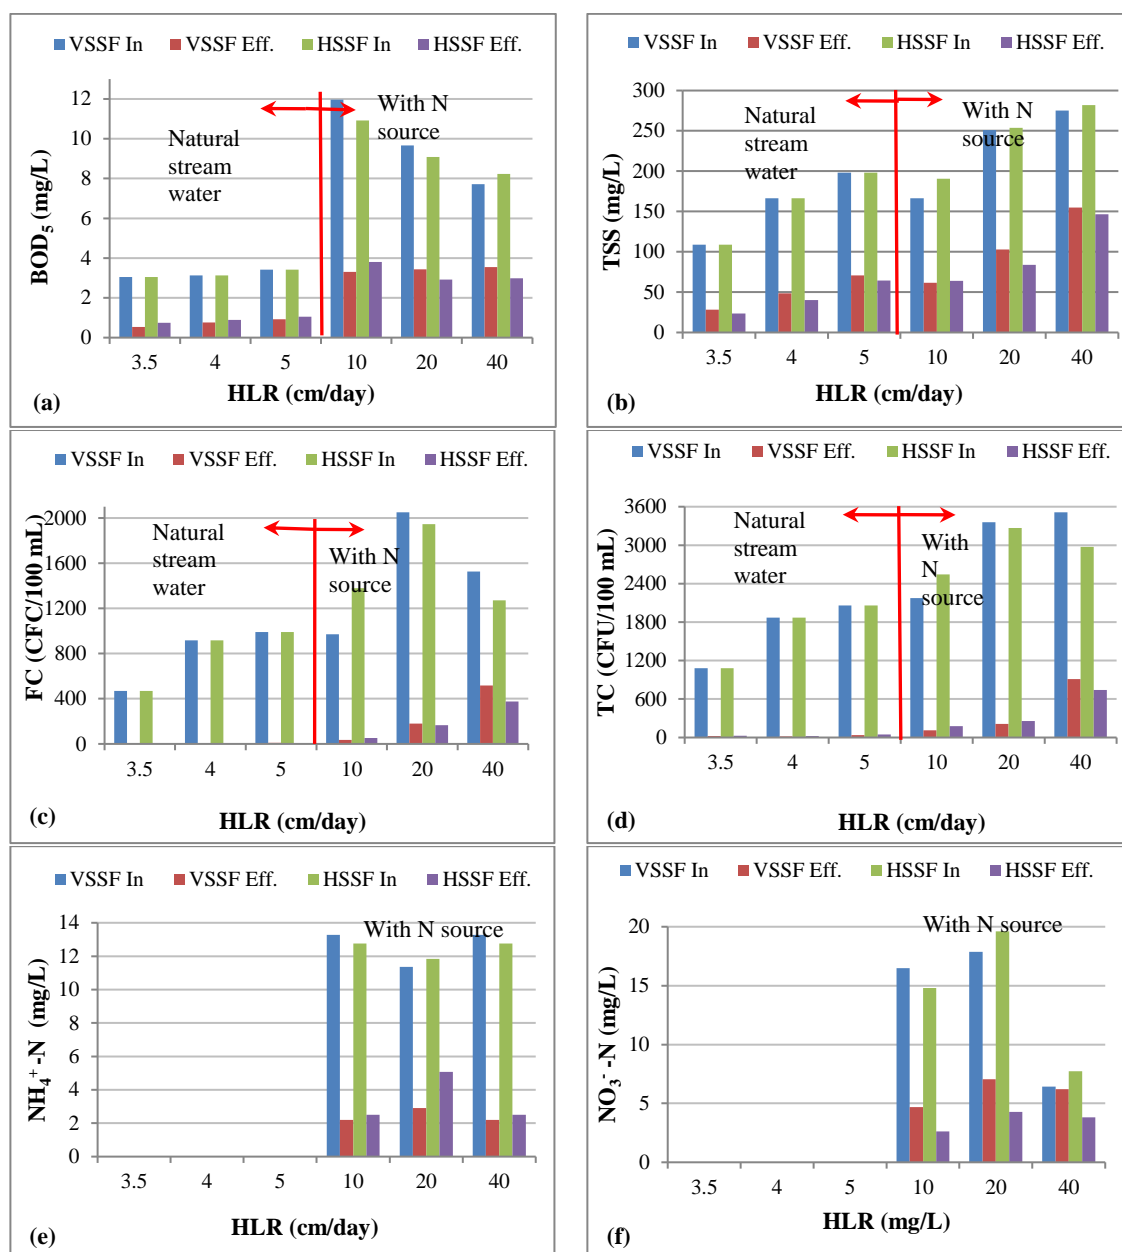 VSSF In VSSF Eff. HSSF In HSSF Eff.
12
10
8
6
4
2
0
BOD₅ (mg/L)
Natural
stream
water
With N
source
3.5 4 5 10 20 40
HLR (cm/day)
(a)
VSSF In VSSF Eff. HSSF In HSSF Eff.
300
250
200
150
100
50
0
TSS (mg/L)
Natural
stream
water
With N
source
3.5 4 5 10 20 40
HLR (cm/day)
(b)
VSSF In VSSF Eff. HSSF In HSSF Eff.
2000
1600
1200
800
400
0
FC (CFC/100 mL)
Natural
stream
water
With N
source
3.5 4 5 10 20 40
HLR (cm/day)
(c)
VSSF In VSSF Eff. HSSF In HSSF Eff.
3600
3000
2400
1800
1200
600
0
TC (CFU/100 mL)
Natural
stream
water
With
N
source
3.5 4 5 10 20 40
HLR (cm/day)
(d)
VSSF In VSSF Eff. HSSF In HSSF Eff.
14
12
10
8
6
4
2
0
NH₄⁺-N (mg/L)
With N source
3.5 4 5 10 20 40
HLR (cm/day)
(e)
VSSF In VSSF Eff. HSSF In HSSF Eff.
20
15
10
5
0
NO₃⁻ -N (mg/L)
With N source
3.5 4 5 10 20 40
HLR (mg/L)
(f)